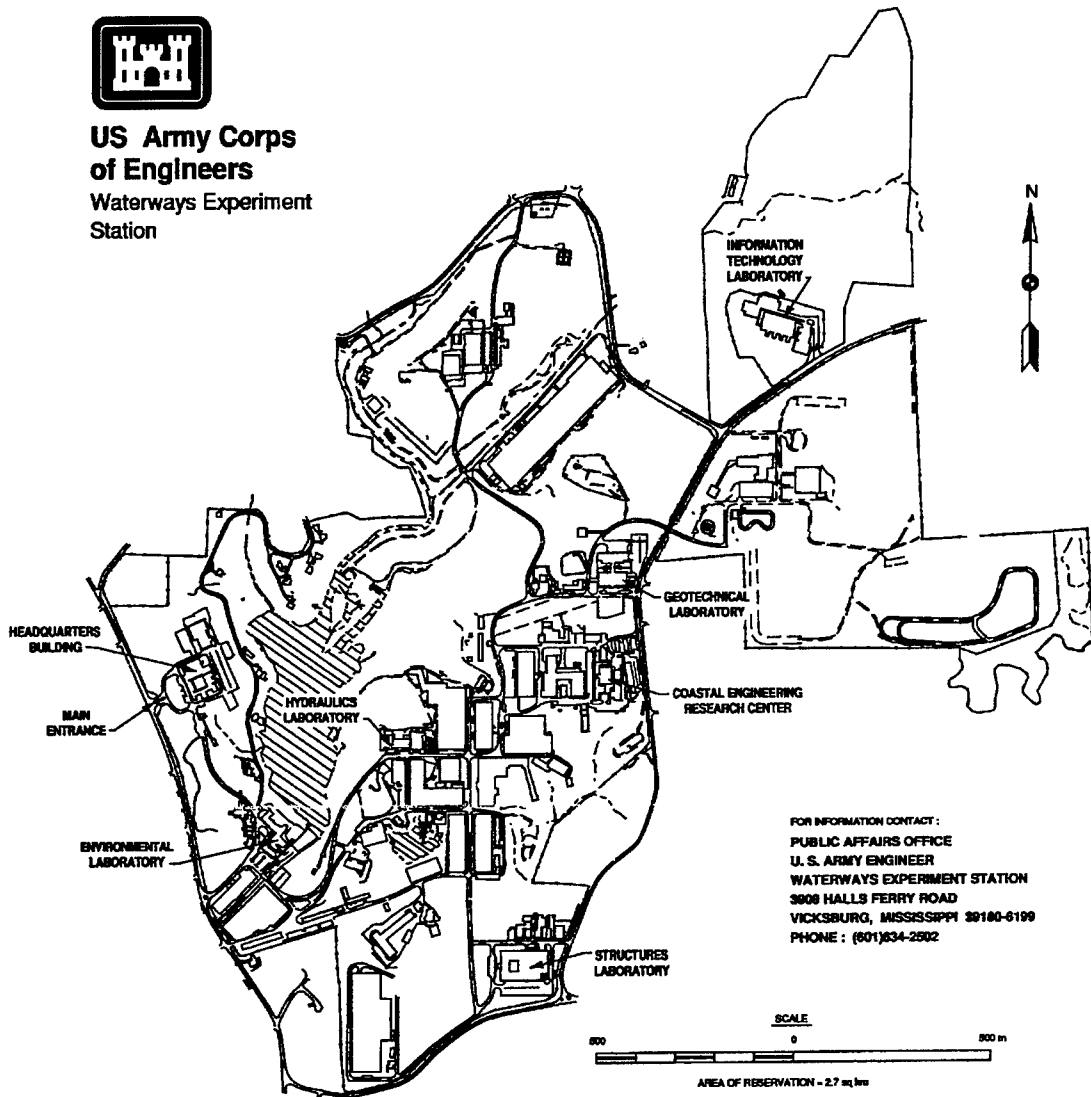 US Army Corps
of Engineers
Waterways Experiment
Station
N
INFORMATION
TECHNOLOGY
LABORATORY
GEOTECHNICAL
LABORATORY
HEADQUARTERS
BUILDING
HYDRAULICS
LABORATORY
COASTAL ENGINEERING
RESEARCH CENTER
MAIN
ENTRANCE
ENVIRONMENTAL
LABORATORY
FOR INFORMATION CONTACT :
PUBLIC AFFAIRS OFFICE
U. S. ARMY ENGINEER
WATERWAYS EXPERIMENT STATION
3909 HALLS FERRY ROAD
VICKSBURG, MISSISSIPPI 39180-6199
PHONE : (601)634-2502
STRUCTURES
LABORATORY
SCALE
500 0 500 m
AREA OF RESERVATION - 2.7 sq kms